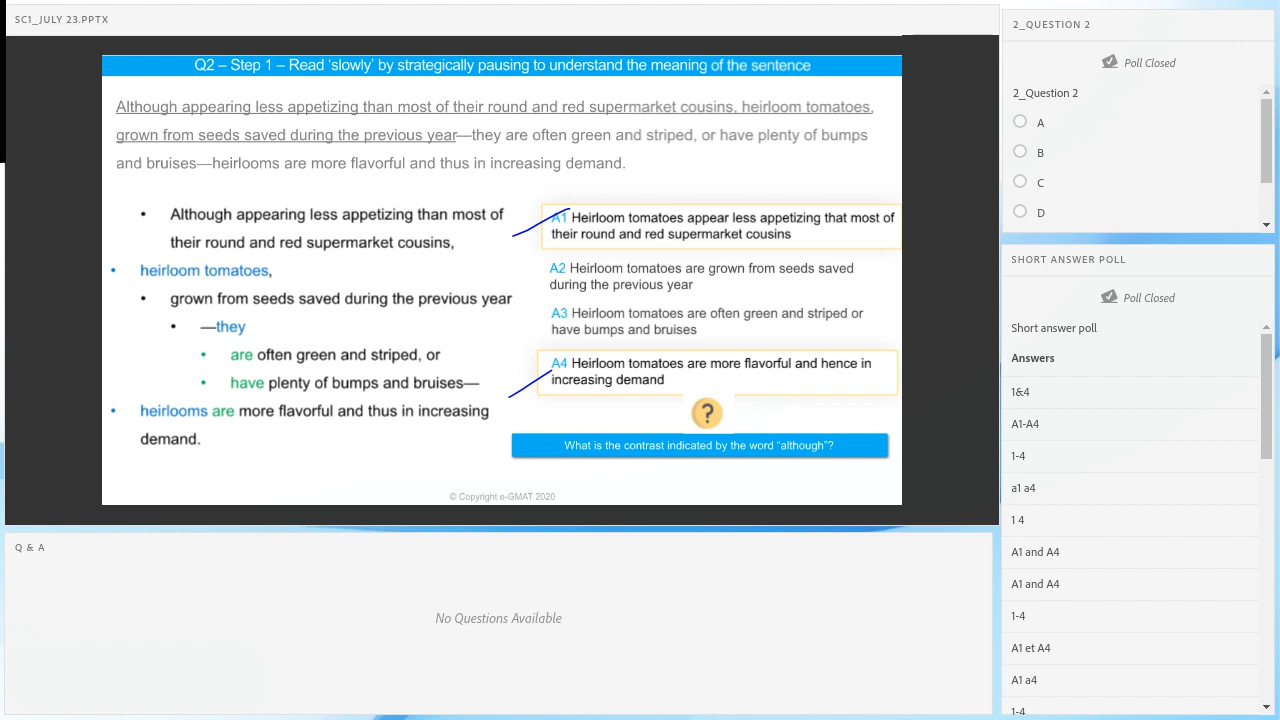 SC1_JULY 23.PPTX
Q2 – Step 1 – Read ‘slowly’ by strategically pausing to understand the meaning of the sentence
Although appearing less appetizing than most of their round and red supermarket cousins, heirloom tomatoes,
grown from seeds saved during the previous year—they are often green and striped, or have plenty of bumps
and bruises—heirlooms are more flavorful and thus in increasing demand.
• Although appearing less appetizing than most of
their round and red supermarket cousins,
• heirloom tomatoes,
• grown from seeds saved during the previous year
• —they
• are often green and striped, or
• have plenty of bumps and bruises—
• heirlooms are more flavorful and thus in increasing
demand.
A1 Heirloom tomatoes appear less appetizing that most of
their round and red supermarket cousins
A2 Heirloom tomatoes are grown from seeds saved
during the previous year
A3 Heirloom tomatoes are often green and striped or
have bumps and bruises
A4 Heirloom tomatoes are more flavorful and hence in
increasing demand
?
What is the contrast indicated by the word “although”?
© Copyright e-GMAT 2020
Q & A
No Questions Available
2_QUESTION 2
Poll Closed
2_Question 2
A
B
C
D
SHORT ANSWER POLL
Poll Closed
Short answer poll
Answers
1&4
A1-A4
1-4
a1 a4
1 4
A1 and A4
A1 and A4
1-4
A1 et A4
A1 a4
1-4